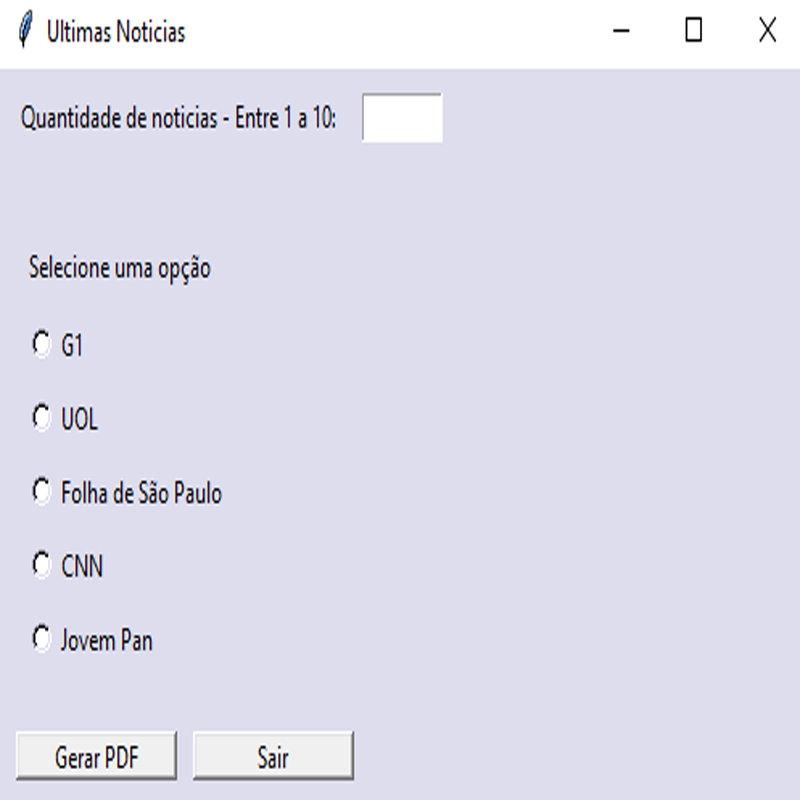 Ultimas Noticias
Quantidade de noticias - Entre 1 a 10:
Selecione uma opção
G1
UOL
Folha de São Paulo
CNN
Jovem Pan
Gerar PDF Sair